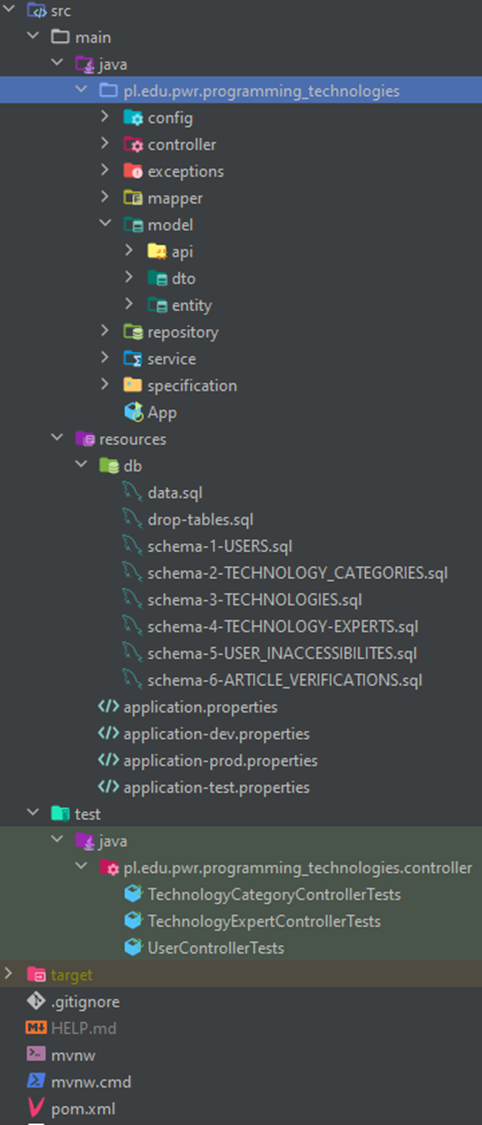 src
main
java
pl.edu.pwr.programming_technologies
config
controller
exceptions
mapper
model
api
dto
entity
repository
service
specification
App
resources
db
data.sql
drop-tables.sql
schema-1-USERS.sql
schema-2-TECHNOLOGY_CATEGORIES.sql
schema-3-TECHNOLOGIES.sql
schema-4-TECHNOLOGY-EXPERTS.sql
schema-5-USER_INACCESSIBILITES.sql
schema-6-ARTICLE_VERIFICATIONS.sql
application.properties
application-dev.properties
application-prod.properties
application-test.properties
test
java
pl.edu.pwr.programming_technologies.controller
TechnologyCategoryControllerTests
TechnologyExpertControllerTests
UserControllerTests
target
.gitignore
HELP.md
mvnw
mvnw.cmd
pom.xml